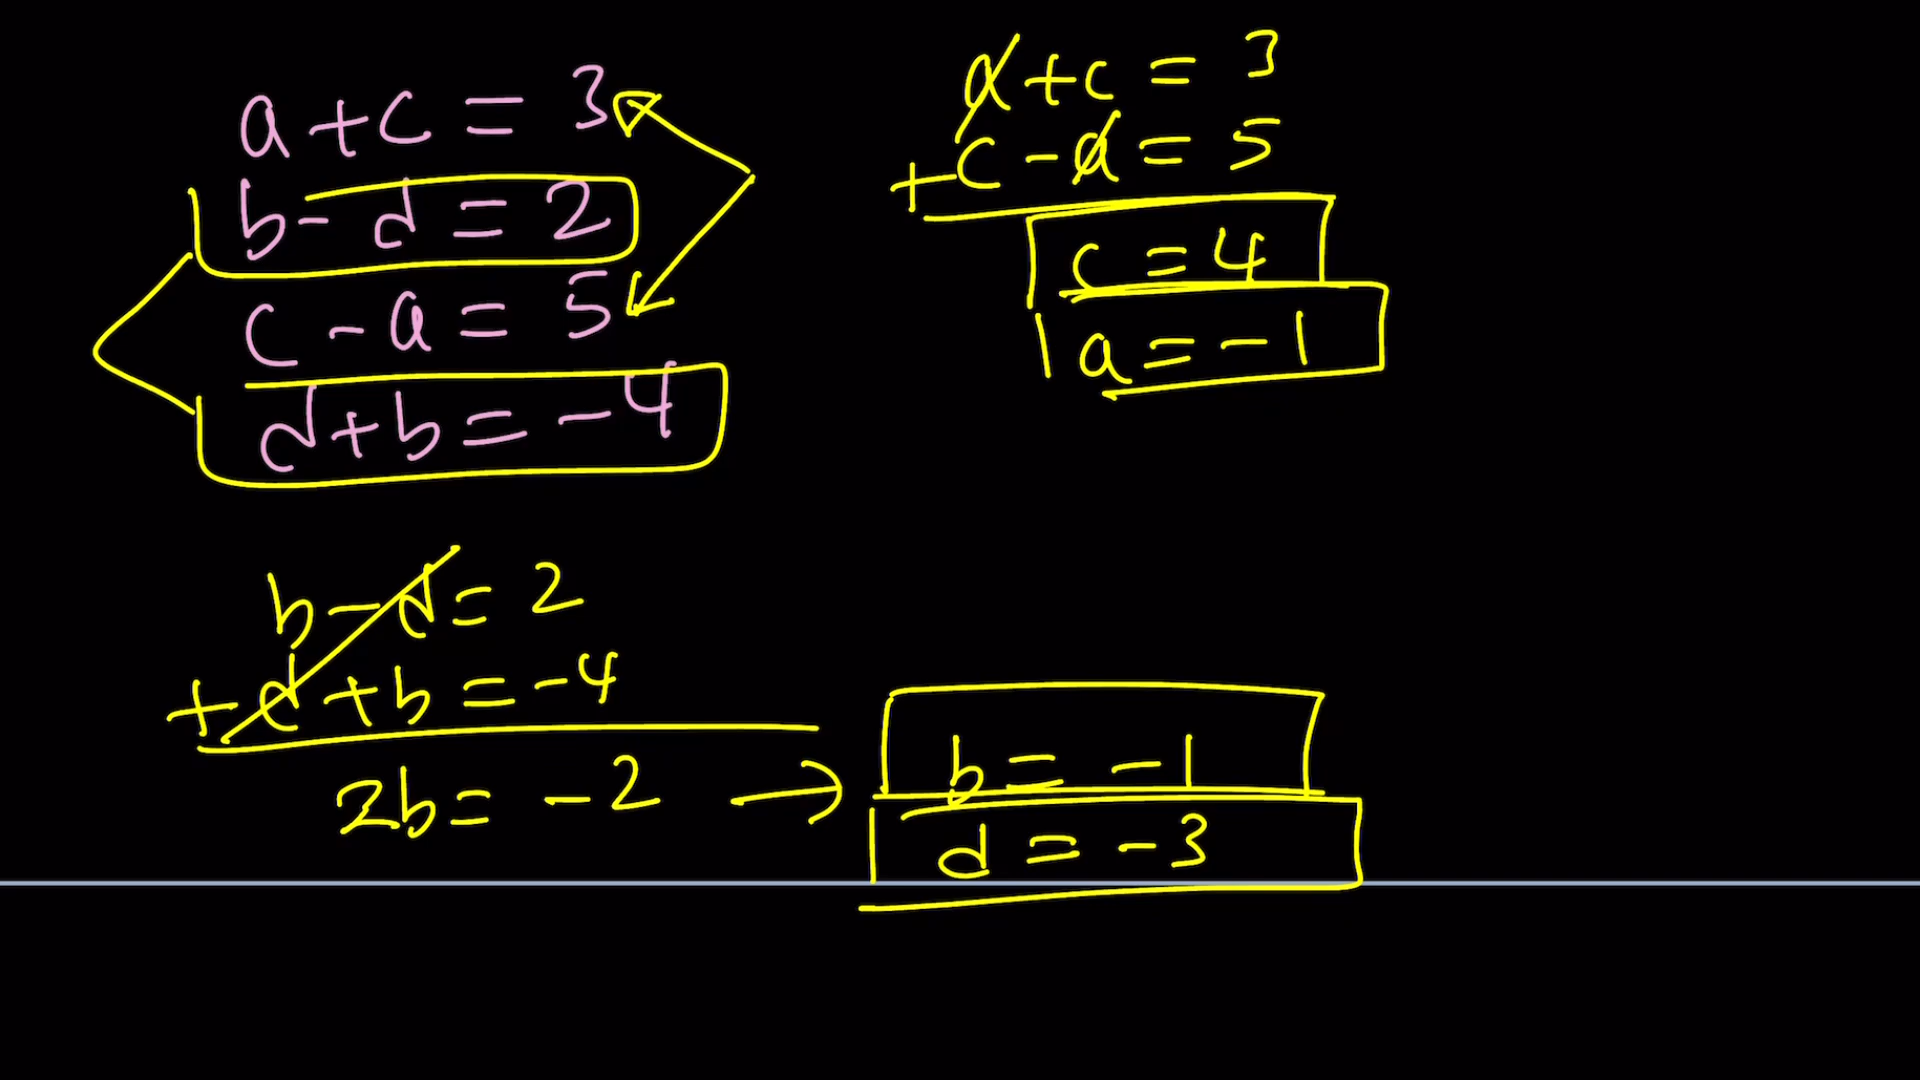 a+c = 3
b- d = 2
c - a = 5
d+b = -4
a+c = 3
+ c - a = 5
c = 4
a = -1
b - d = 2
+ d + b = -4
2b = -2 →
b = -1
d = -3